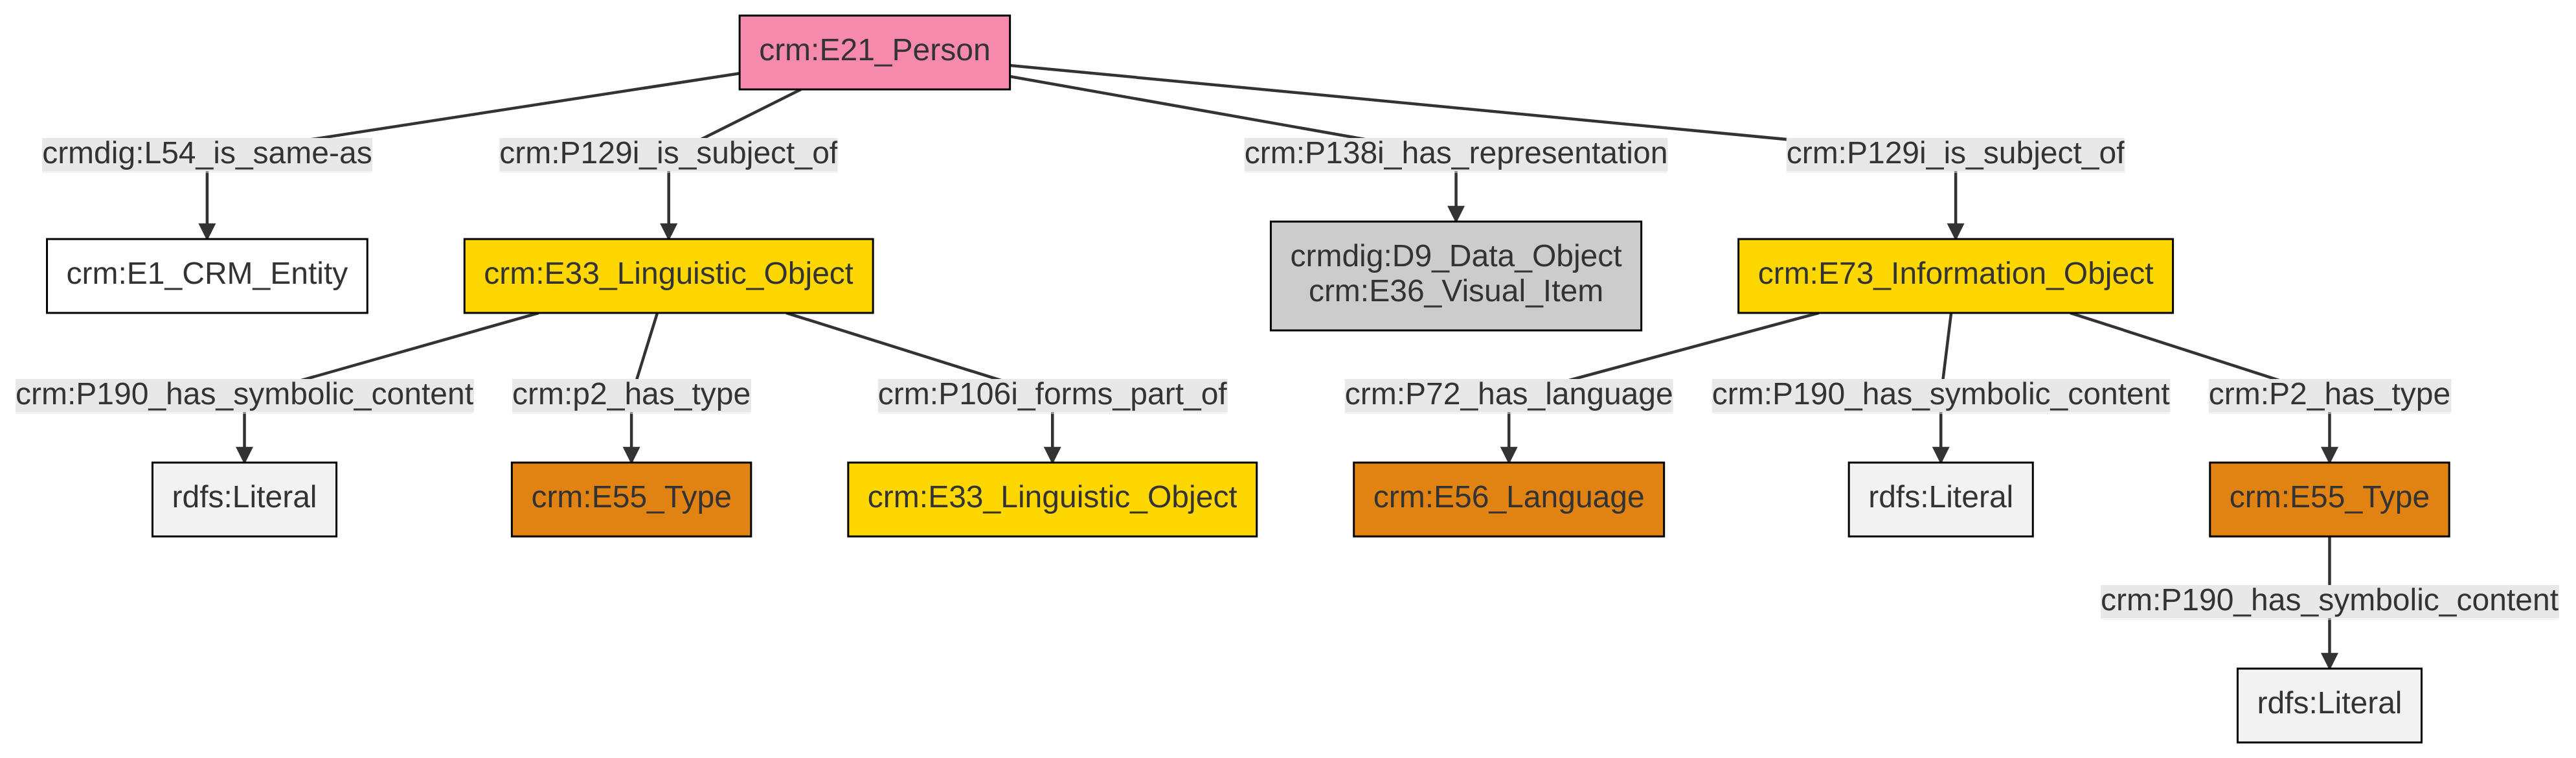 crm:E21_Person
crmdig:L54_is_same-as
crm:P129i_is_subject_of
crm:P138i_has_representation
crm:P129i_is_subject_of
crm:E1_CRM_Entity
crm:E33_Linguistic_Object
crmdig:D9_Data_Object
crm:E36_Visual_Item
crm:E73_Information_Object
crm:P190_has_symbolic_content
crm:p2_has_type
crm:P106i_forms_part_of
crm:P72_has_language
crm:P190_has_symbolic_content
crm:P2_has_type
rdfs:Literal
crm:E55_Type
crm:E33_Linguistic_Object
crm:E56_Language
rdfs:Literal
crm:E55_Type
crm:P190_has_symbolic_content
rdfs:Literal